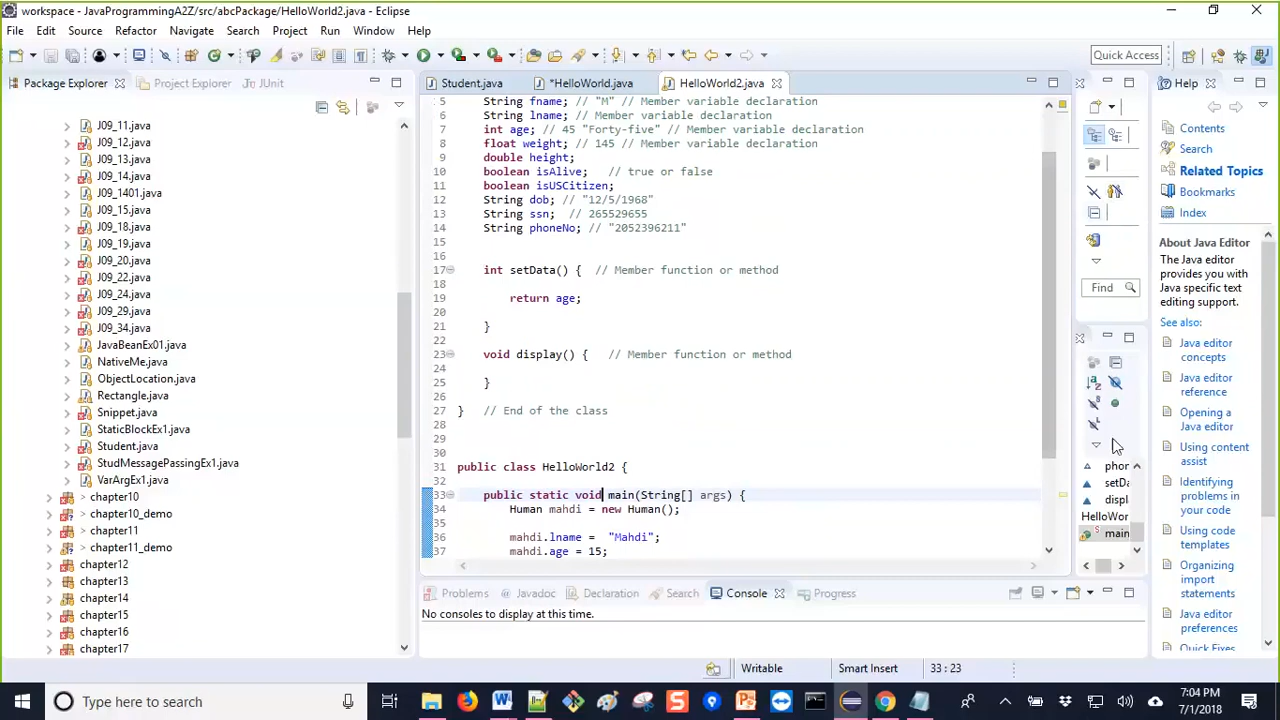 workspace - JavaProgrammingA2Z/src/abcPackage/HelloWorld2.java - Eclipse
File Edit Source Refactor Navigate Search Project Run Window Help
Quick Access
Package Explorer Project Explorer JUnit
J09_11.java
J09_12.java
J09_13.java
J09_14.java
J09_1401.java
J09_15.java
J09_18.java
J09_19.java
J09_20.java
J09_22.java
J09_24.java
J09_29.java
J09_34.java
JavaBeanEx01.java
NativeMe.java
ObjectLocation.java
Rectangle.java
Snippet.java
StaticBlockEx1.java
Student.java
StudMessagePassingEx1.java
VarArgEx1.java
> chapter10
> chapter10_demo
> chapter11
> chapter11_demo
chapter12
chapter13
chapter14
chapter15
chapter16
chapter17
Student.java *HelloWorld.java HelloWorld2.java
5 String fname; // "M" // Member variable declaration
6 String lname; // Member variable declaration
7 int age; // 45 "Forty-five" // Member variable declaration
8 float weight; // 145 // Member variable declaration
9 double height;
10 boolean isAlive; // true or false
11 boolean isUSCitizen;
12 String dob; // "12/5/1968"
13 String ssn; // 265529655
14 String phoneNo; // "2052396211"
15
16
17 int setData() { // Member function or method
18
19 return age;
20
21 }
22
23 void display() { // Member function or method
24
25 }
26
27 } // End of the class
28
29
30
31 public class HelloWorld2 {
32
33 public static void main(String[] args) {
34 Human mahdi = new Human();
35
36 mahdi.lname = "Mahdi";
37 mahdi.age = 15;
Find
phor
setDa
displ
HelloWor
main
Help
Contents
Search
Related Topics
Bookmarks
Index
About Java Editor
The Java editor
provides you with
Java specific text
editing support.
See also:
Java editor
concepts
Java editor
reference
Opening a
Java editor
Using content
assist
Identifying
problems in
your code
Using code
templates
Organizing
import
statements
Java editor
preferences
Quick Fixes
Problems Javadoc Declaration Search Console Progress
No consoles to display at this time.
Writable Smart Insert 33 : 23
Type here to search
7:04 PM
7/1/2018